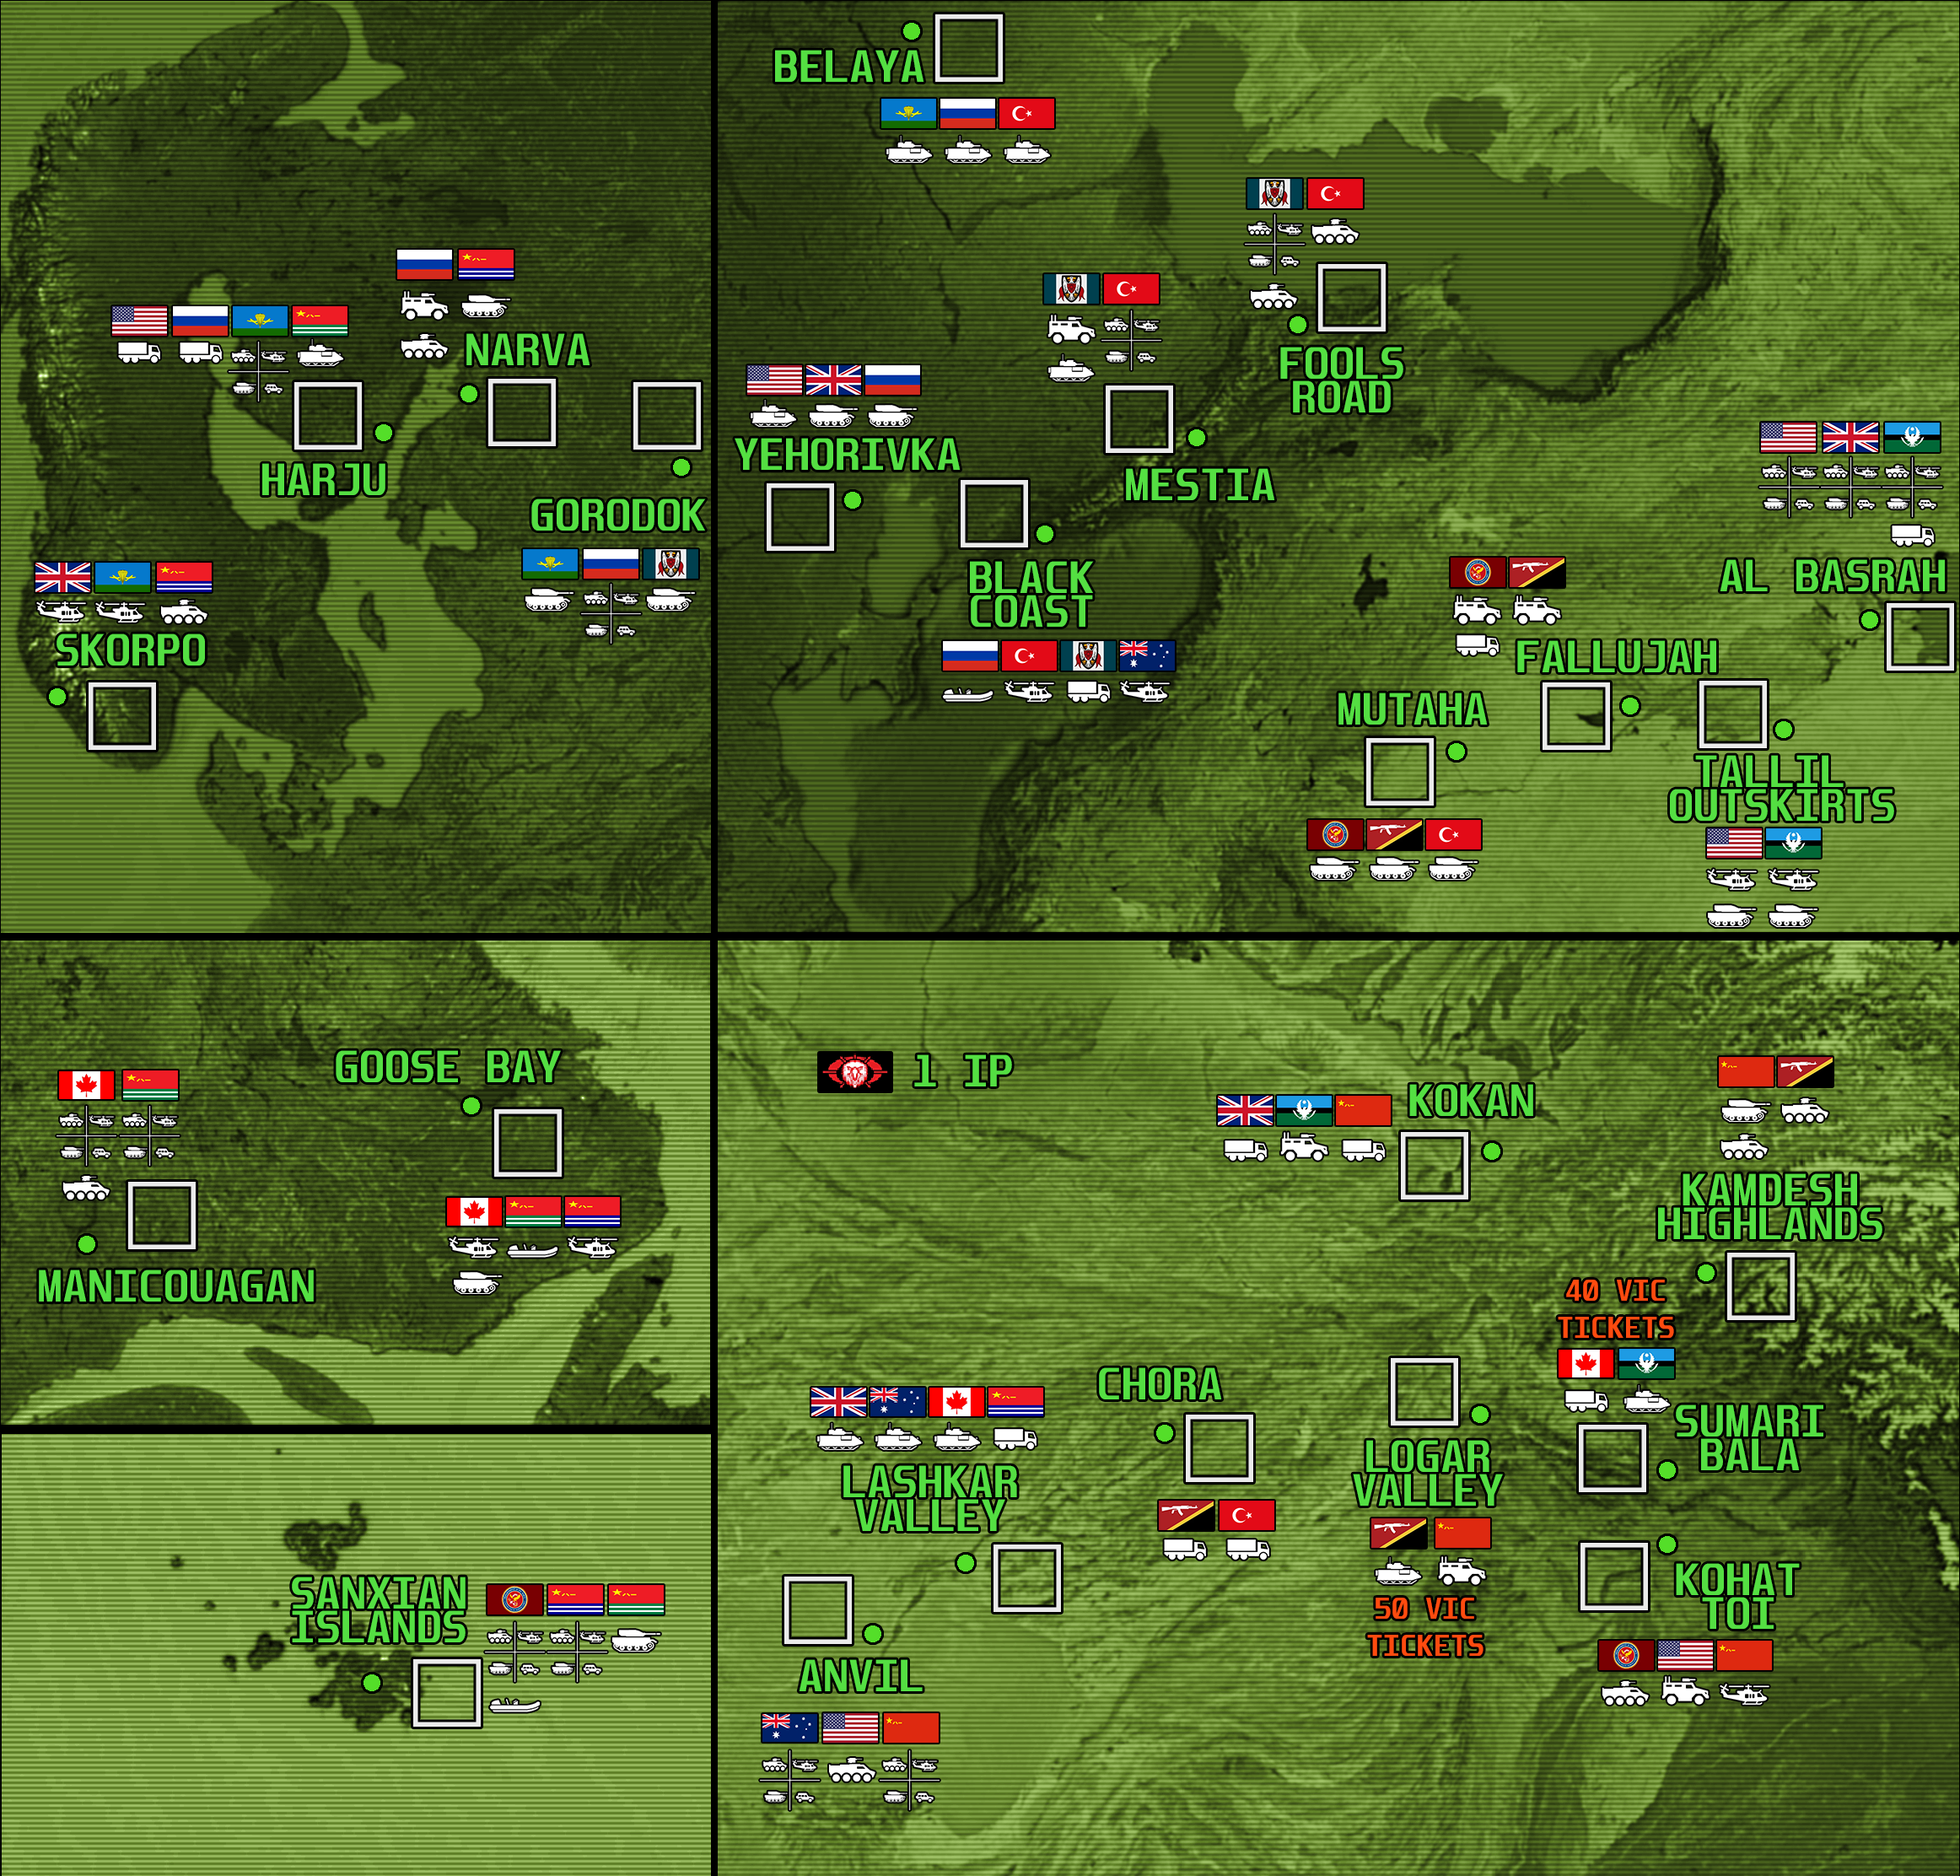 BELAYA
NARVA
HARJU
GORODOK
SKORPO
FOOLS
ROAD
YEHORIVKA
MESTIA
BLACK
COAST
AL BASRAH
FALLUJAH
MUTAHA
TALLIL
OUTSKIRTS
GOOSE BAY
MANICOUAGAN
SANXIAN
ISLANDS
1 IP
KOKAN
KAMDESH
HIGHLANDS
40 VIC
TICKETS
CHORA
SUMARI
BALA
LOGAR
VALLEY
LASHKAR
VALLEY
50 VIC
TICKETS
KOHAT
TOI
ANVIL